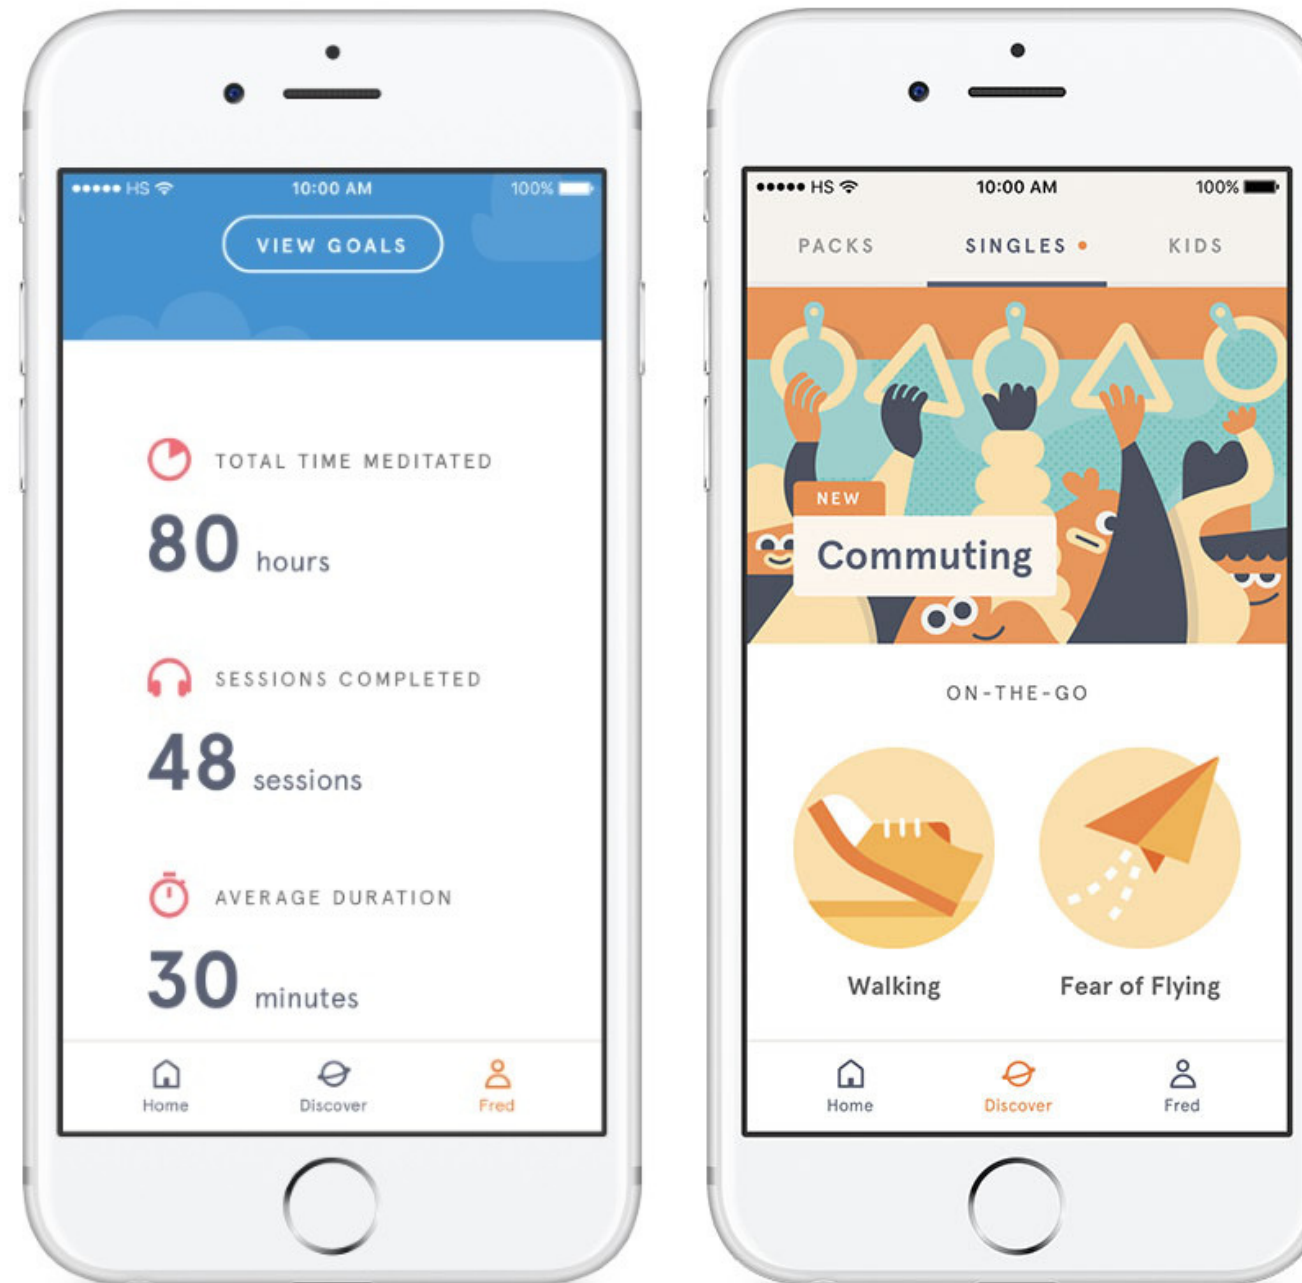 HS 10:00 AM 100%
VIEW GOALS
TOTAL TIME MEDITATED
80 hours
SESSIONS COMPLETED
48 sessions
AVERAGE DURATION
30 minutes
Home Discover Fred
HS 10:00 AM 100%
PACKS SINGLES KIDS
NEW
Commuting
ON-THE-GO
Walking Fear of Flying
Home Discover Fred